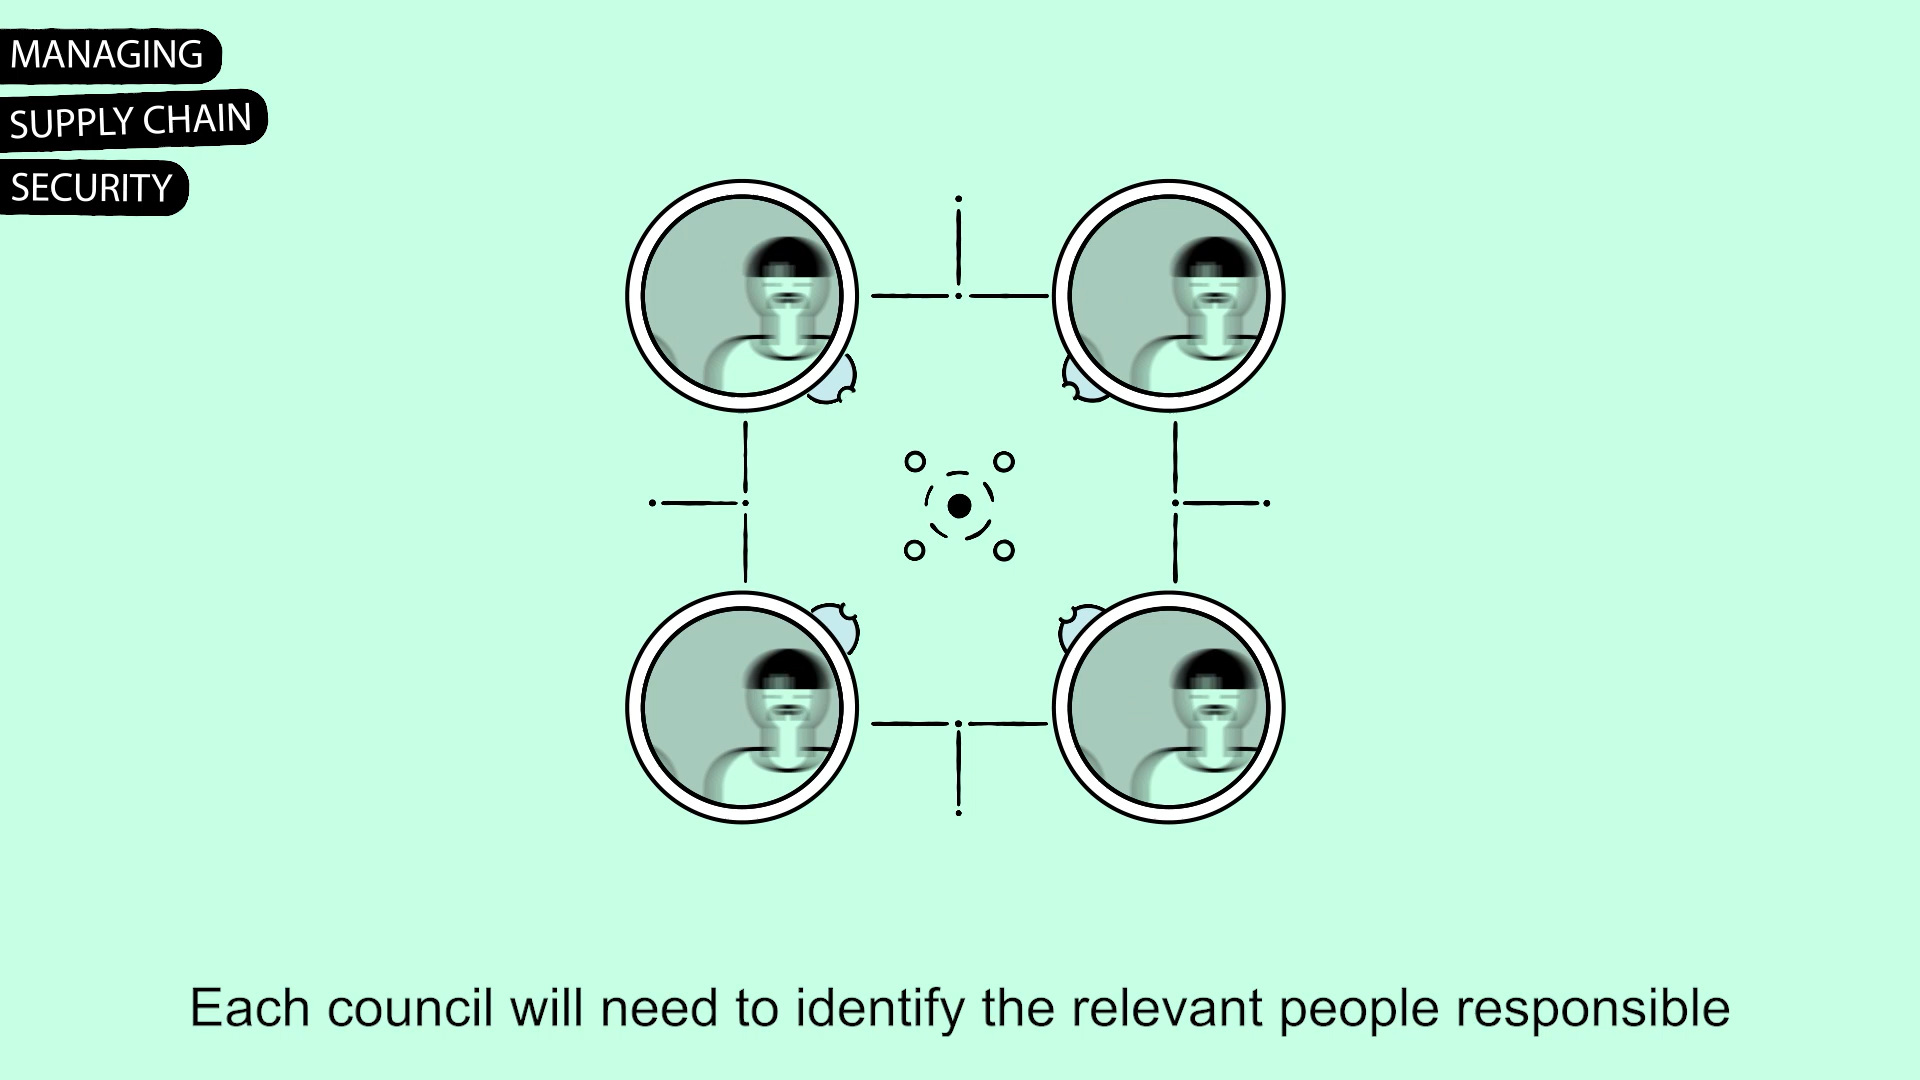 MANAGING
SUPPLY CHAIN
SECURITY
Each council will need to identify the relevant people responsible